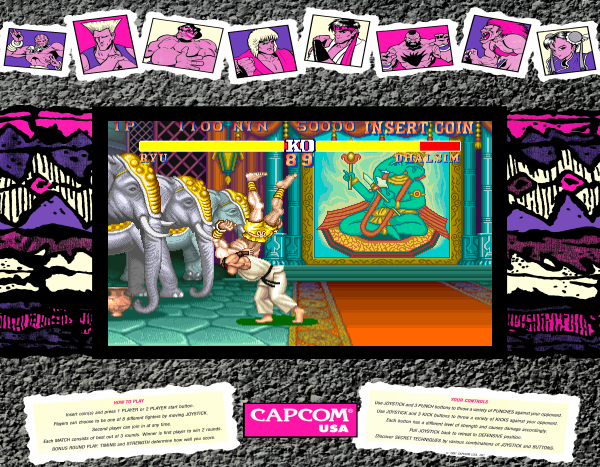 1P 1100 NIN 50000 INSERT COIN
KO
RYU 89 DHALSIM
HOW TO PLAY
Insert coin(s) and press 1 PLAYER or 2 PLAYER start button.
Players can choose to be one of 8 different fighters by moving JOYSTICK.
Second player can join in at any time.
Each MATCH consists of best out of 3 rounds. Winner is first player to win 2 rounds.
BONUS ROUND PLAY, TIMING and STRENGTH determine how well you score.
CAPCOM
USA
YOUR CONTROLS
Use JOYSTICK and 3 PUNCH buttons to throw a variety of PUNCHES against your opponent.
Use JOYSTICK and 3 KICK buttons to throw a variety of KICKS against your opponent.
Each button has a different level of strength and causes damage accordingly.
Pull JOYSTICK back to retreat to DEFENSIVE position.
Discover SECRET TECHNIQUES by various combinations of JOYSTICK and BUTTONS.